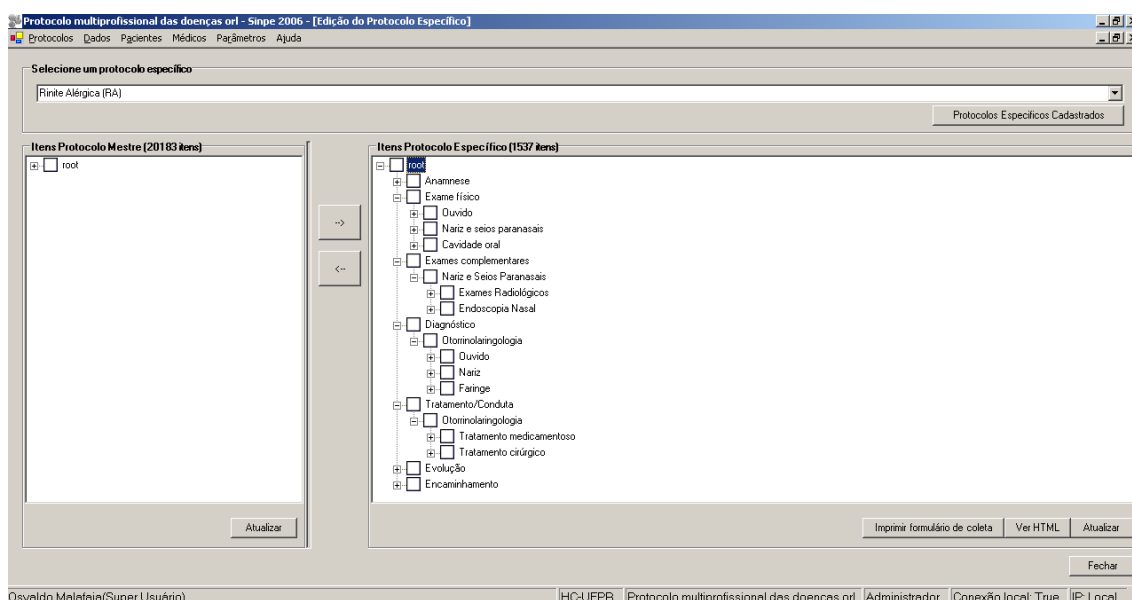 Protocolo multiprofissional das doenças orl - Sinpe 2006 - [Edição do Protocolo Específico]
Protocolos Dados Pacientes Médicos Parâmetros Ajuda
Selecione um protocolo específico
Rinite Alérgica (RA)
Protocolos Especificos Cadastrados
Itens Protocolo Mestre (20183 itens)
root
Atualizar
-->
<--
Itens Protocolo Específico (1537 itens)
root
Anamnese
Exame físico
Ouvido
Nariz e seios paranasais
Cavidade oral
Exames complementares
Nariz e Seios Paranasais
Exames Radiológicos
Endoscopia Nasal
Diagnóstico
Otorrinolaringologia
Ouvido
Nariz
Faringe
Tratamento/Conduta
Otorrinolaringologia
Tratamento medicamentoso
Tratamento cirúrgico
Evolução
Encaminhamento
Imprimir formulário de coleta Ver HTML Atualizar
Fechar
Osvaldo Malafaia(Super Usuário) HC-UFPR Protocolo multiprofissional das doenças orl Administrador Conexão local: True IP: Local